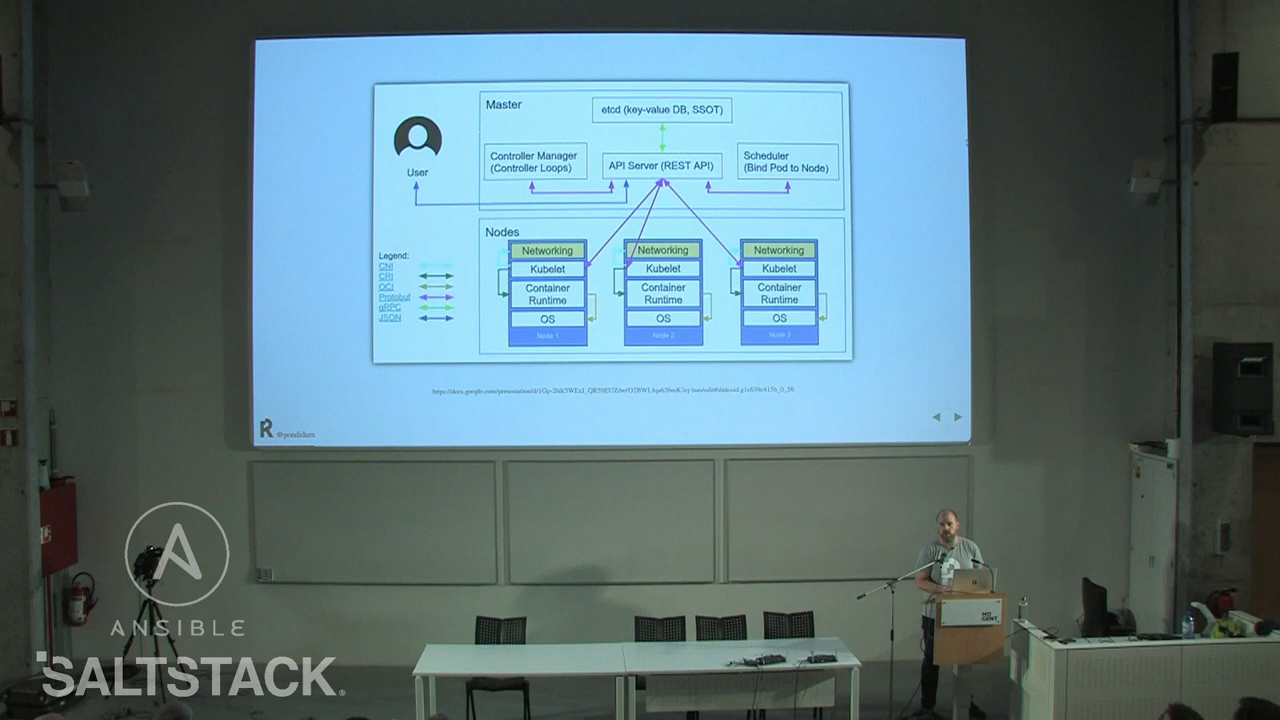 Master
etcd (key-value DB, SSOT)
Controller Manager
(Controller Loops)
API Server (REST API)
Scheduler
(Bind Pod to Node)
User
Nodes
Networking
Kubelet
Container
Runtime
OS
Node 1
Networking
Kubelet
Container
Runtime
OS
Node 2
Networking
Kubelet
Container
Runtime
OS
Node 3
Legend:
CNI
CRI
OCI
Protobuf
gRPC
JSON
R @pondidum
HO
GENT
ANSIBLE
SALTSTACK